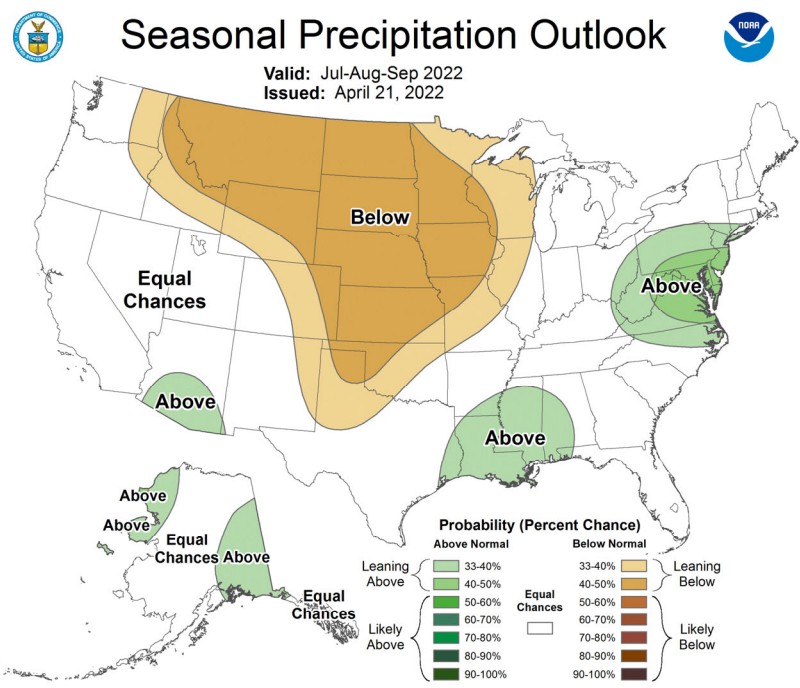 Seasonal Precipitation Outlook
NOAA
Valid: Jul-Aug-Sep 2022
Issued: April 21, 2022
Below
Equal
Chances
Above
Above
Above
Above
Above
Equal
Chances
Above
Equal
Chances
Probability (Percent Chance)
Above Normal
Below Normal
Leaning
Above
33-40%
40-50%
Likely
Above
50-60%
60-70%
70-80%
80-90%
90-100%
Equal
Chances
33-40%
40-50%
Leaning
Below
50-60%
60-70%
70-80%
80-90%
90-100%
Likely
Below